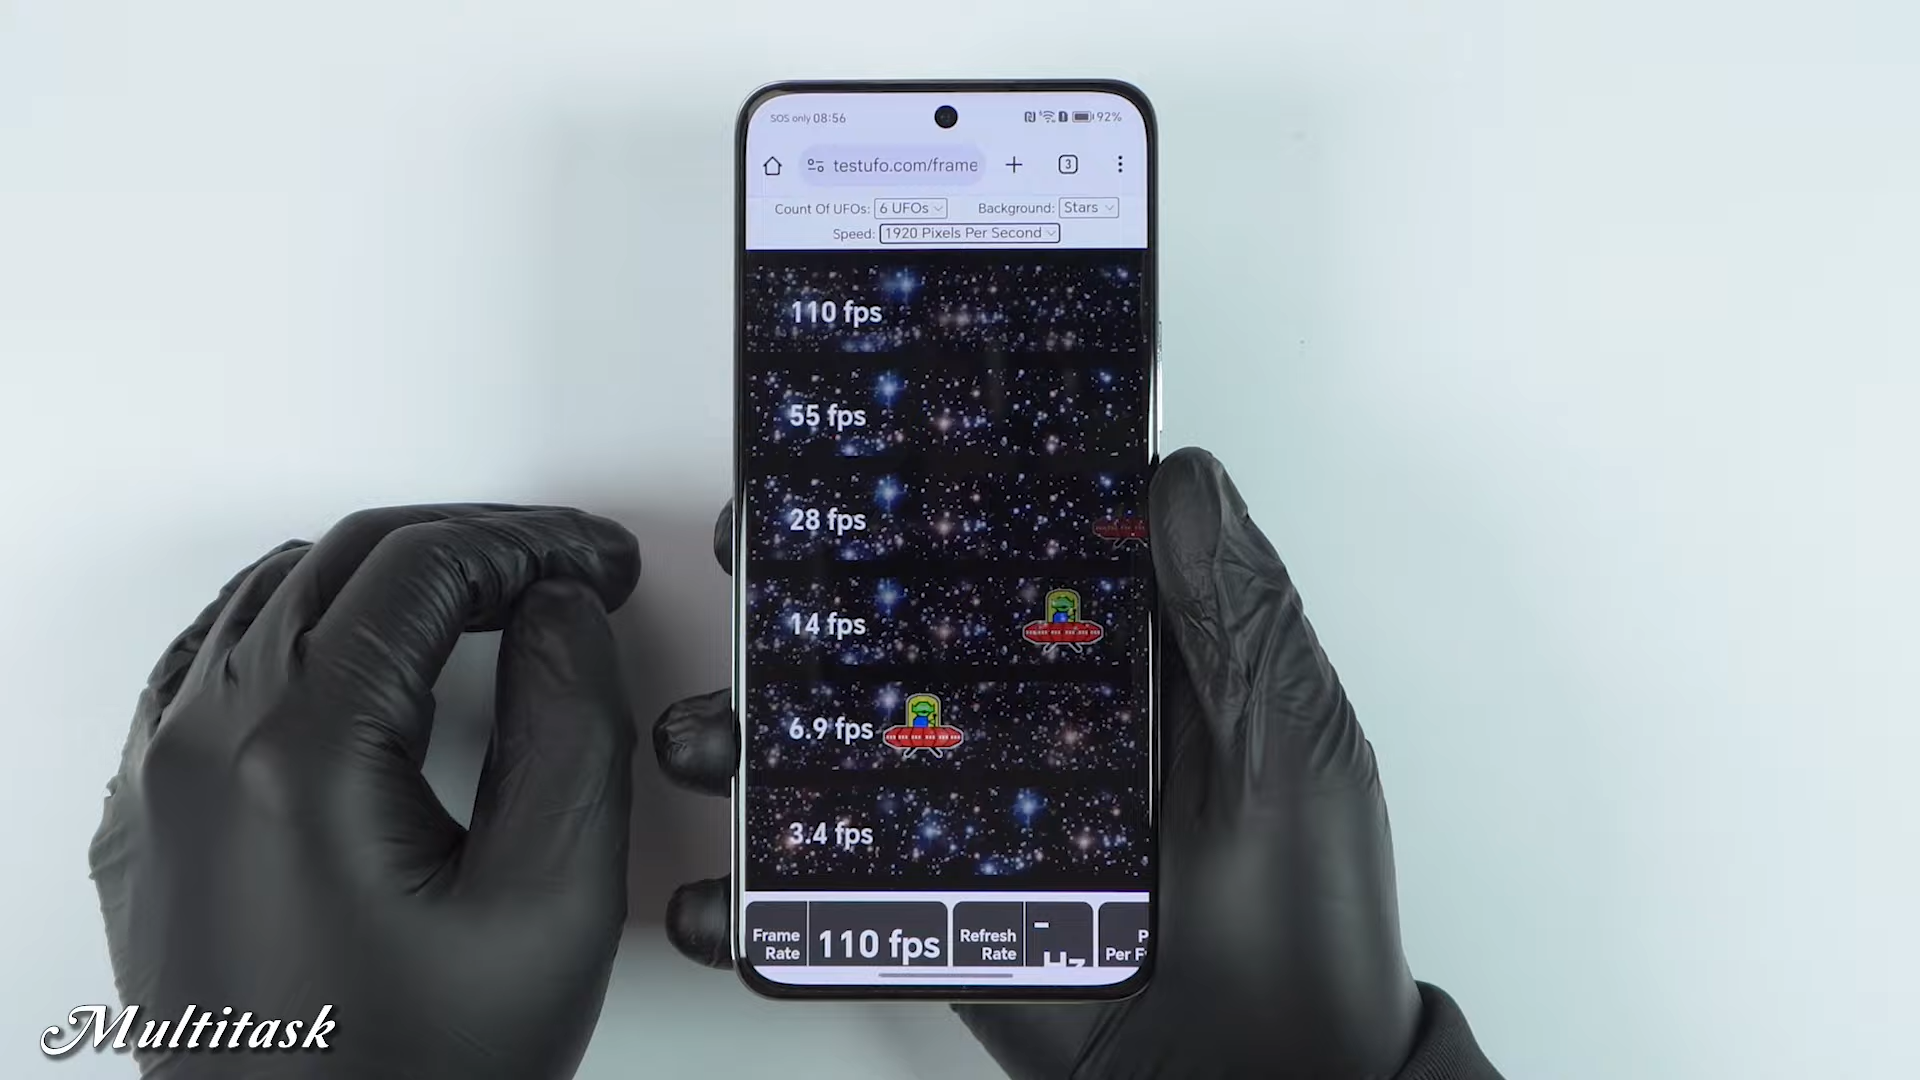 SOS only 08:56 92%
testufo.com/frame 3
Count Of UFOs: 6 UFOs Background: Stars
Speed: 1920 Pixels Per Second
110 fps
55 fps
28 fps
14 fps
6.9 fps
3.4 fps
Frame Rate 110 fps Refresh Rate - Hz P
Per F
Multitask